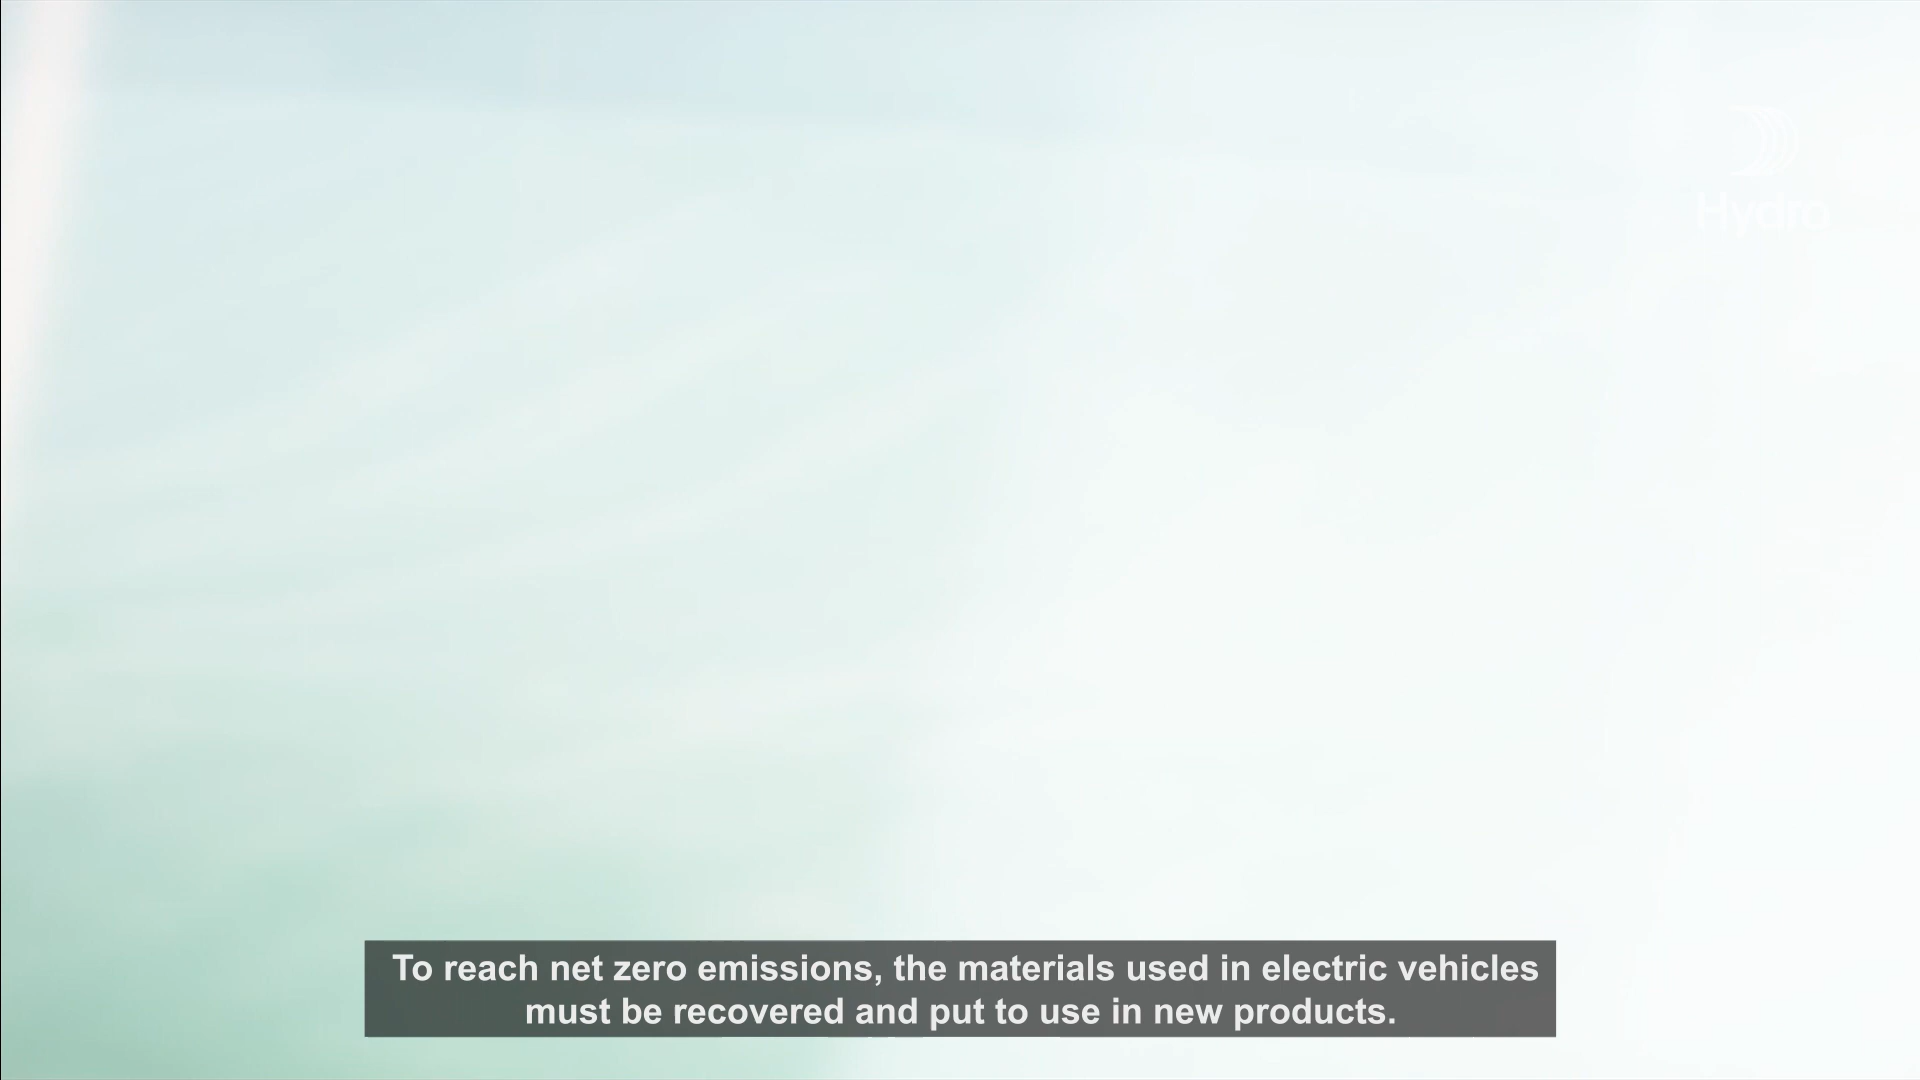 Hydro
To reach net zero emissions, the materials used in electric vehicles
must be recovered and put to use in new products.